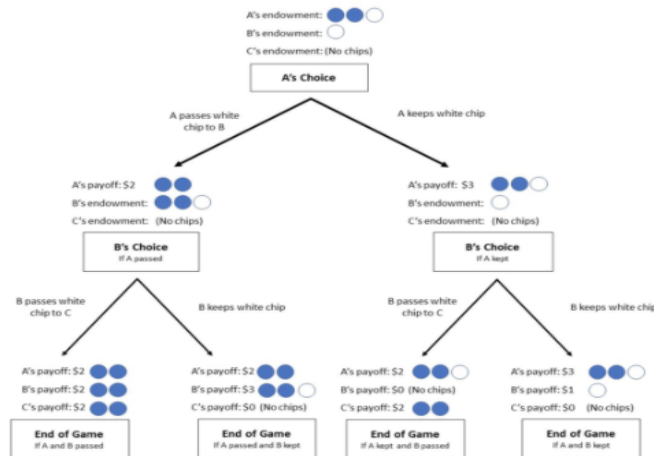 A's endowment:
B's endowment:
C's endowment: (No chips)
A's Choice
A passes white
chip to B
A keeps white chip
A's payoff: $2
B's endowment:
C's endowment: (No chips)
A's payoff: $3
B's endowment:
C's endowment: (No chips)
B's Choice
If A passed
B's Choice
If A kept
B passes white
chip to C
B keeps white chip
B passes white
chip to C
B keeps white chip
A's payoff: $2
B's payoff: $2
C's payoff: $2
A's payoff: $2
B's payoff: $3
C's payoff: $0 (No chips)
A's payoff: $2
B's payoff: $0 (No chips)
C's payoff: $2
A's payoff: $3
B's payoff: $1
C's payoff: $0 (No chips)
End of Game
If A and B passed
End of Game
If A passed and B kept
End of Game
If A kept and B passed
End of Game
If A and B kept